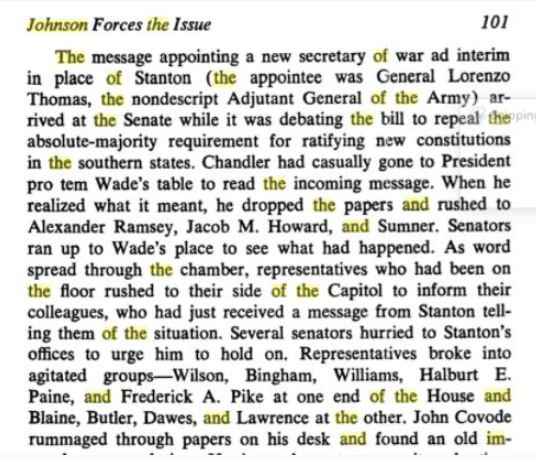 Johnson Forces the Issue 101
The message appointing a new secretary of war ad interim
in place of Stanton (the appointee was General Lorenzo
Thomas, the nondescript Adjutant General of the Army) ar-
rived at the Senate while it was debating the bill to repeal the
absolute-majority requirement for ratifying new constitutions
in the southern states. Chandler had casually gone to President
pro tem Wade's table to read the incoming message. When he
realized what it meant, he dropped the papers and rushed to
Alexander Ramsey, Jacob M. Howard, and Sumner. Senators
ran up to Wade's place to see what had happened. As word
spread through the chamber, representatives who had been on
the floor rushed to their side of the Capitol to inform their
colleagues, who had just received a message from Stanton tell-
ing them of the situation. Several senators hurried to Stanton's
offices to urge him to hold on. Representatives broke into
agitated groups—Wilson, Bingham, Williams, Halburt E.
Paine, and Frederick A. Pike at one end of the House and
Blaine, Butler, Dawes, and Lawrence at the other. John Covode
rummaged through papers on his desk and found an old im-